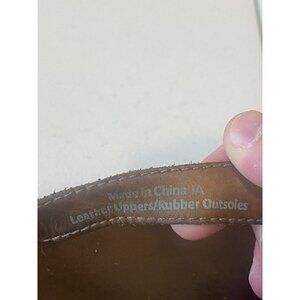 Made in China IA
Leather Uppers/Rubber Outsoles